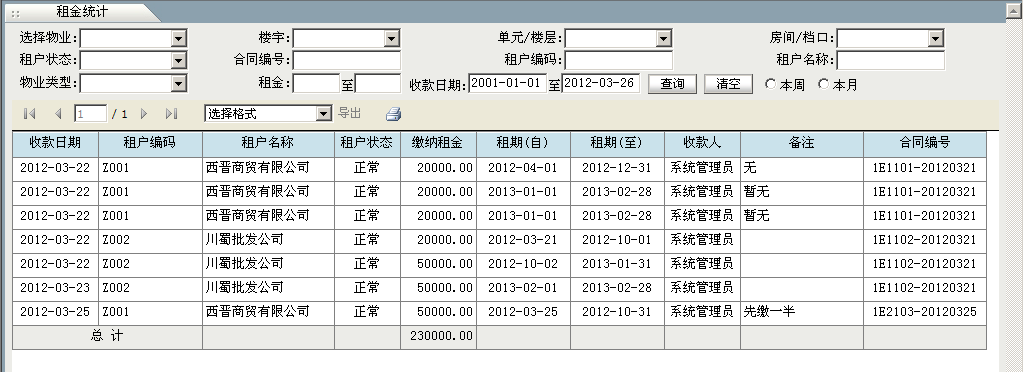 租金统计
选择物业: 楼宇: 单元/楼层: 房间/档口:
租户状态: 合同编号: 租户编码: 租户名称:
物业类型: 租金: 至 收款日期: 2001-01-01 至 2012-03-26 查询 清空 本周 本月
1 / 1 选择格式 导出
收款日期 租户编码 租户名称 租户状态 缴纳租金 租期(自) 租期(至) 收款人 备注 合同编号
2012-03-22 Z001 西晋商贸有限公司 正常 20000.00 2012-04-01 2012-12-31 系统管理员 无 1E1101-20120321
2012-03-22 Z001 西晋商贸有限公司 正常 20000.00 2013-01-01 2013-02-28 系统管理员 暂无 1E1101-20120321
2012-03-22 Z001 西晋商贸有限公司 正常 20000.00 2013-01-01 2013-02-28 系统管理员 暂无 1E1101-20120321
2012-03-22 Z002 川蜀批发公司 正常 20000.00 2012-03-21 2012-10-01 系统管理员 1E1102-20120321
2012-03-22 Z002 川蜀批发公司 正常 50000.00 2012-10-02 2013-01-31 系统管理员 1E1102-20120321
2012-03-23 Z002 川蜀批发公司 正常 50000.00 2013-02-01 2013-02-28 系统管理员 1E1102-20120321
2012-03-25 Z001 西晋商贸有限公司 正常 50000.00 2012-03-25 2012-10-31 系统管理员 先缴一半 1E2103-20120325
总 计 230000.00